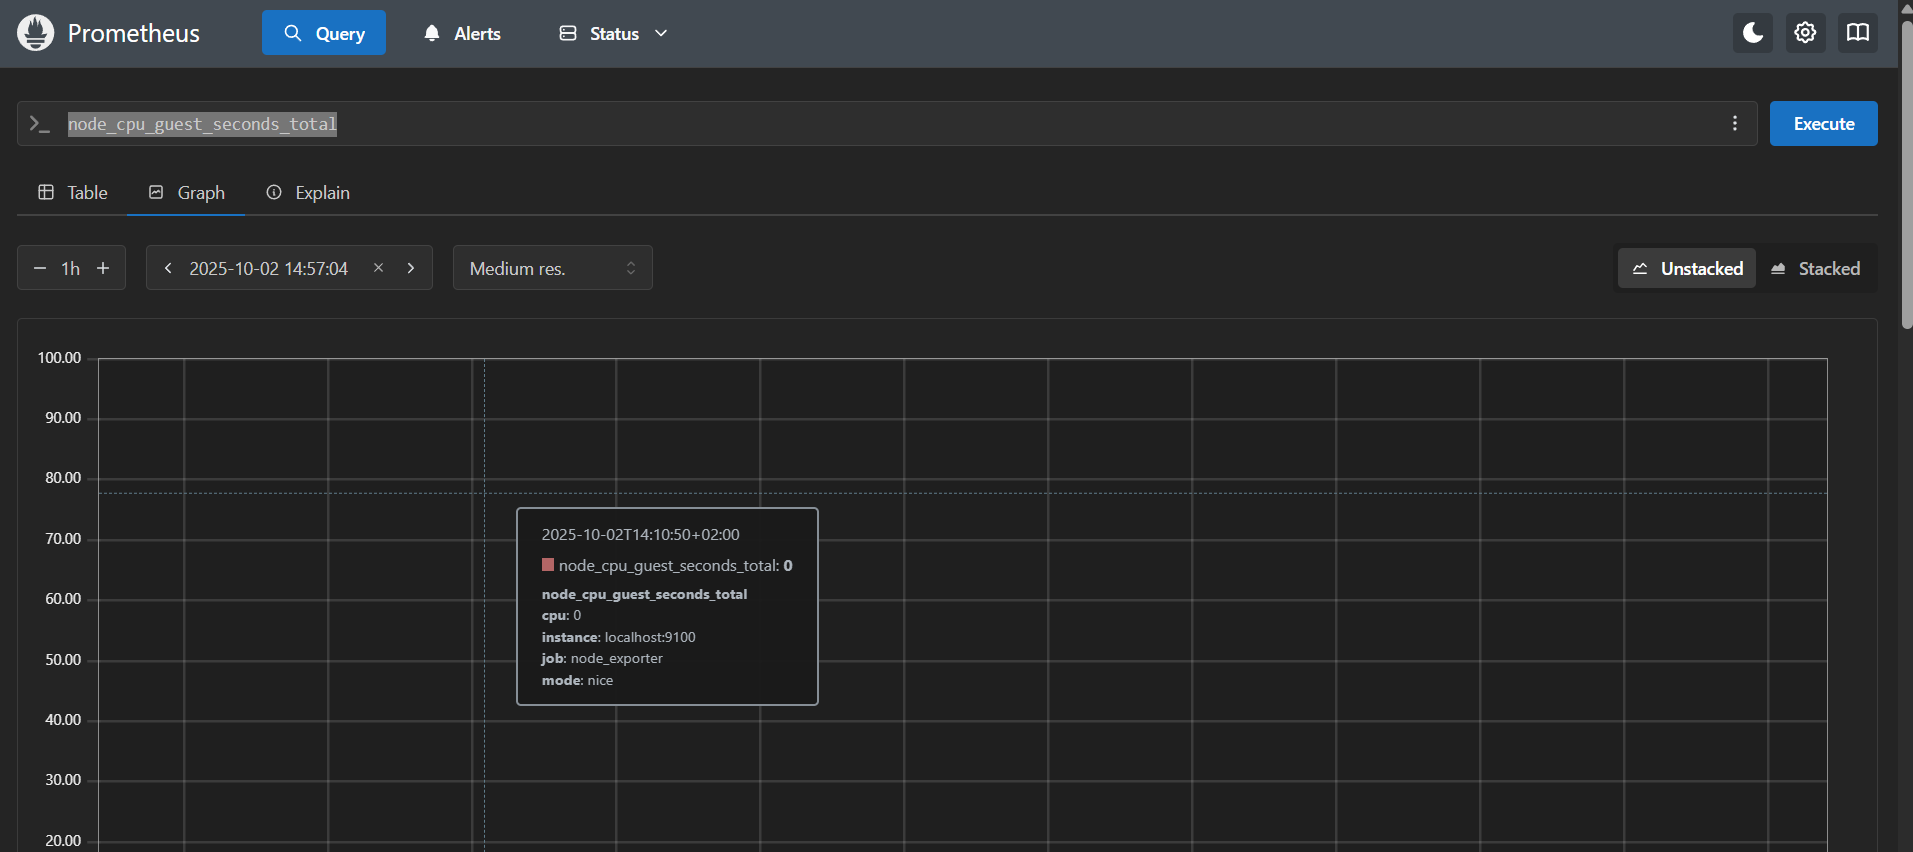 Prometheus Query Alerts Status
node_cpu_guest_seconds_total Execute
Table Graph Explain
1h 2025-10-02 14:57:04 Medium res. Unstacked Stacked
100.00
90.00
80.00
70.00
60.00
50.00
40.00
30.00
20.00
2025-10-02T14:10:50+02:00
node_cpu_guest_seconds_total: 0
node_cpu_guest_seconds_total
cpu: 0
instance: localhost:9100
job: node_exporter
mode: nice